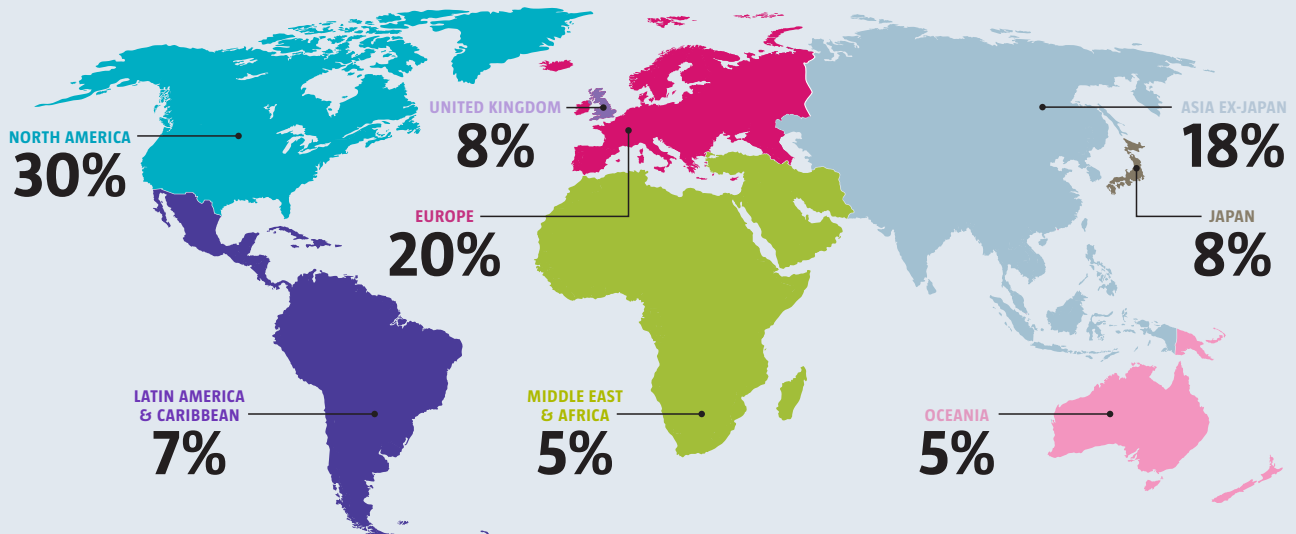 NORTH AMERICA
30%
UNITED KINGDOM
8%
EUROPE
20%
ASIA EX-JAPAN
18%
JAPAN
8%
LATIN AMERICA
& CARIBBEAN
7%
MIDDLE EAST
& AFRICA
5%
OCEANIA
5%